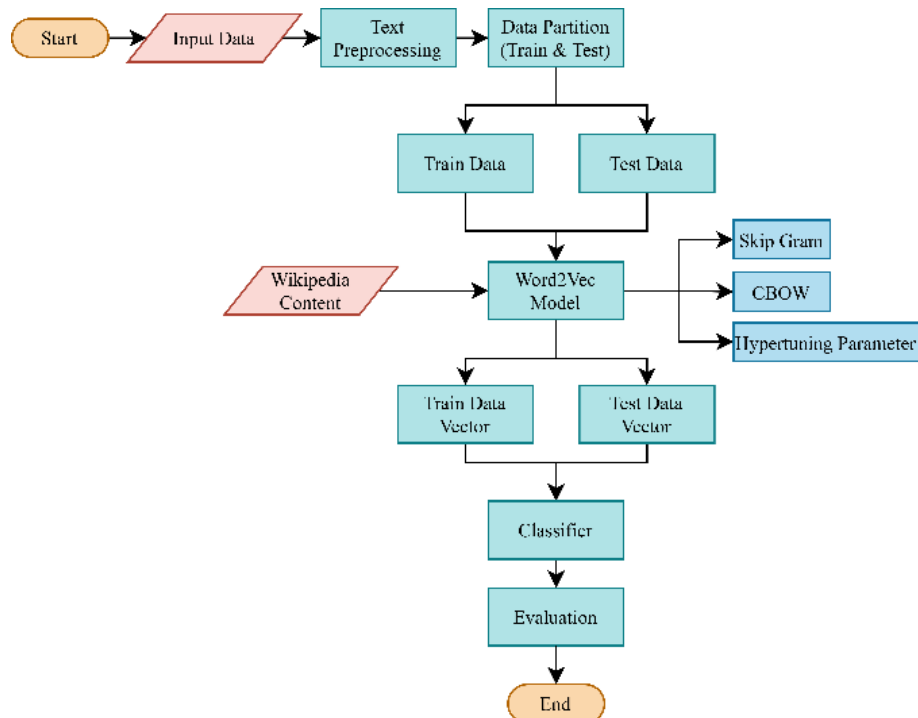 Start
Input Data
Text
Preprocessing
Data Partition
(Train & Test)
Train Data
Test Data
Wikipedia
Content
Word2Vec
Model
Skip Gram
CBOW
Hypertuning Parameter
Train Data
Vector
Test Data
Vector
Classifier
Evaluation
End